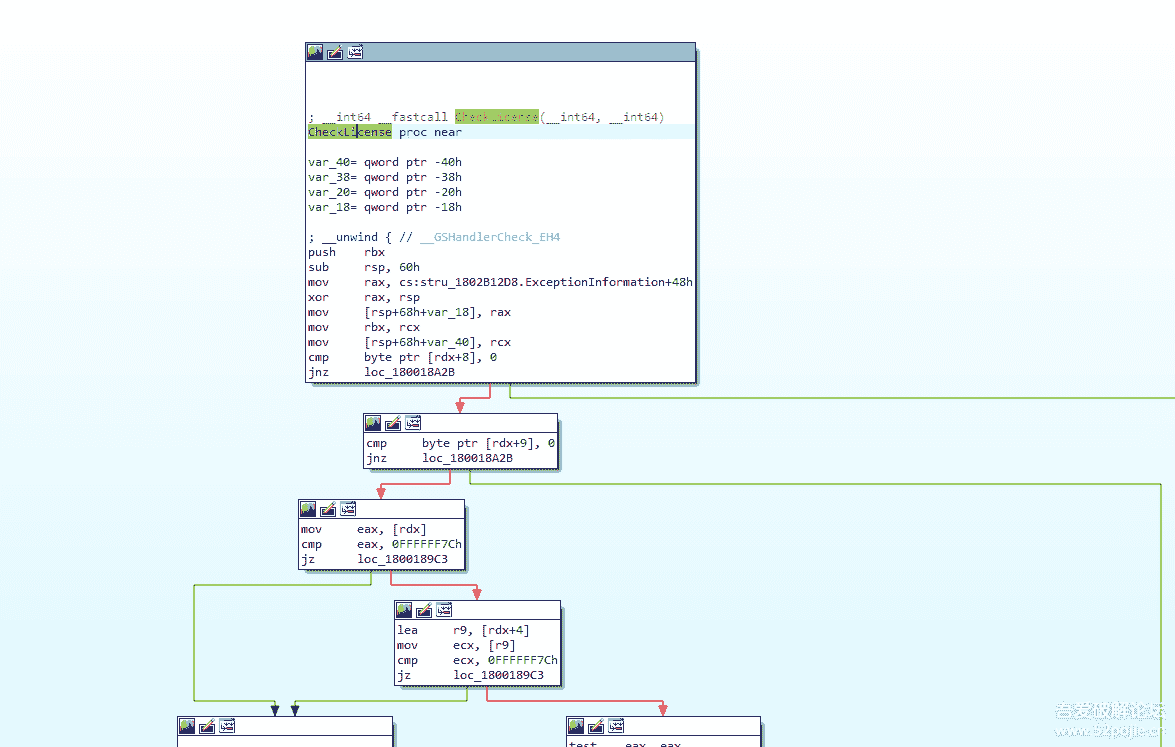 ; __int64 __fastcall CheckLicense(__int64, __int64)
CheckLicense proc near
var_40= qword ptr -40h
var_38= qword ptr -38h
var_20= qword ptr -20h
var_18= qword ptr -18h
; __unwind { // __GSHandlerCheck_EH4
push rbx
sub rsp, 60h
mov rax, cs:stru_1802B12D8.ExceptionInformation+48h
xor rax, rsp
mov [rsp+68h+var_18], rax
mov rbx, rcx
mov [rsp+68h+var_40], rcx
cmp byte ptr [rdx+8], 0
jnz loc_180018A2B
cmp byte ptr [rdx+9], 0
jnz loc_180018A2B
mov eax, [rdx]
cmp eax, 0FFFFFF7Ch
jz loc_1800189C3
lea r9, [rdx+4]
mov ecx, [r9]
cmp ecx, 0FFFFFF7Ch
jz loc_1800189C3
test eax, eax